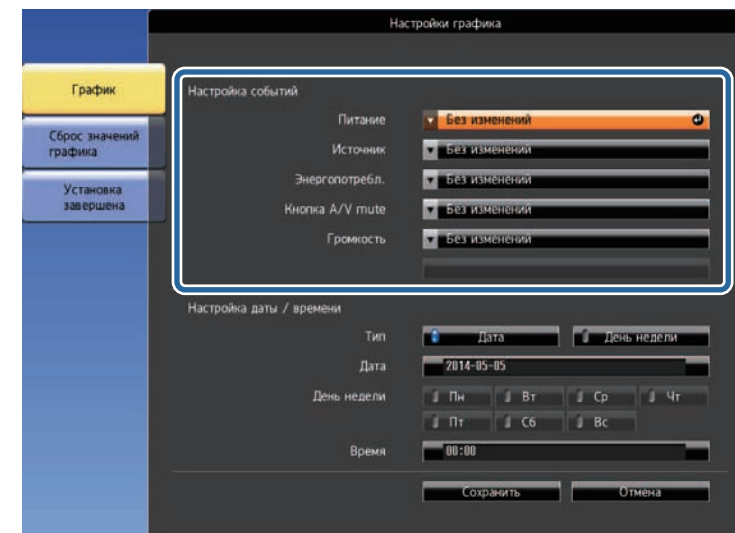 Настройки графика
График
Сброс значений
графика
Установка
завершена
Настройка событий
Питание Без изменений
Источник Без изменений
Энергопотребл. Без изменений
Кнопка A/V mute Без изменений
Громкость Без изменений
Настройка даты / времени
Тип Дата День недели
Дата 2014-05-05
День недели Пн Вт Ср Чт
Пт Сб Вс
Время 00:00
Сохранить Отмена